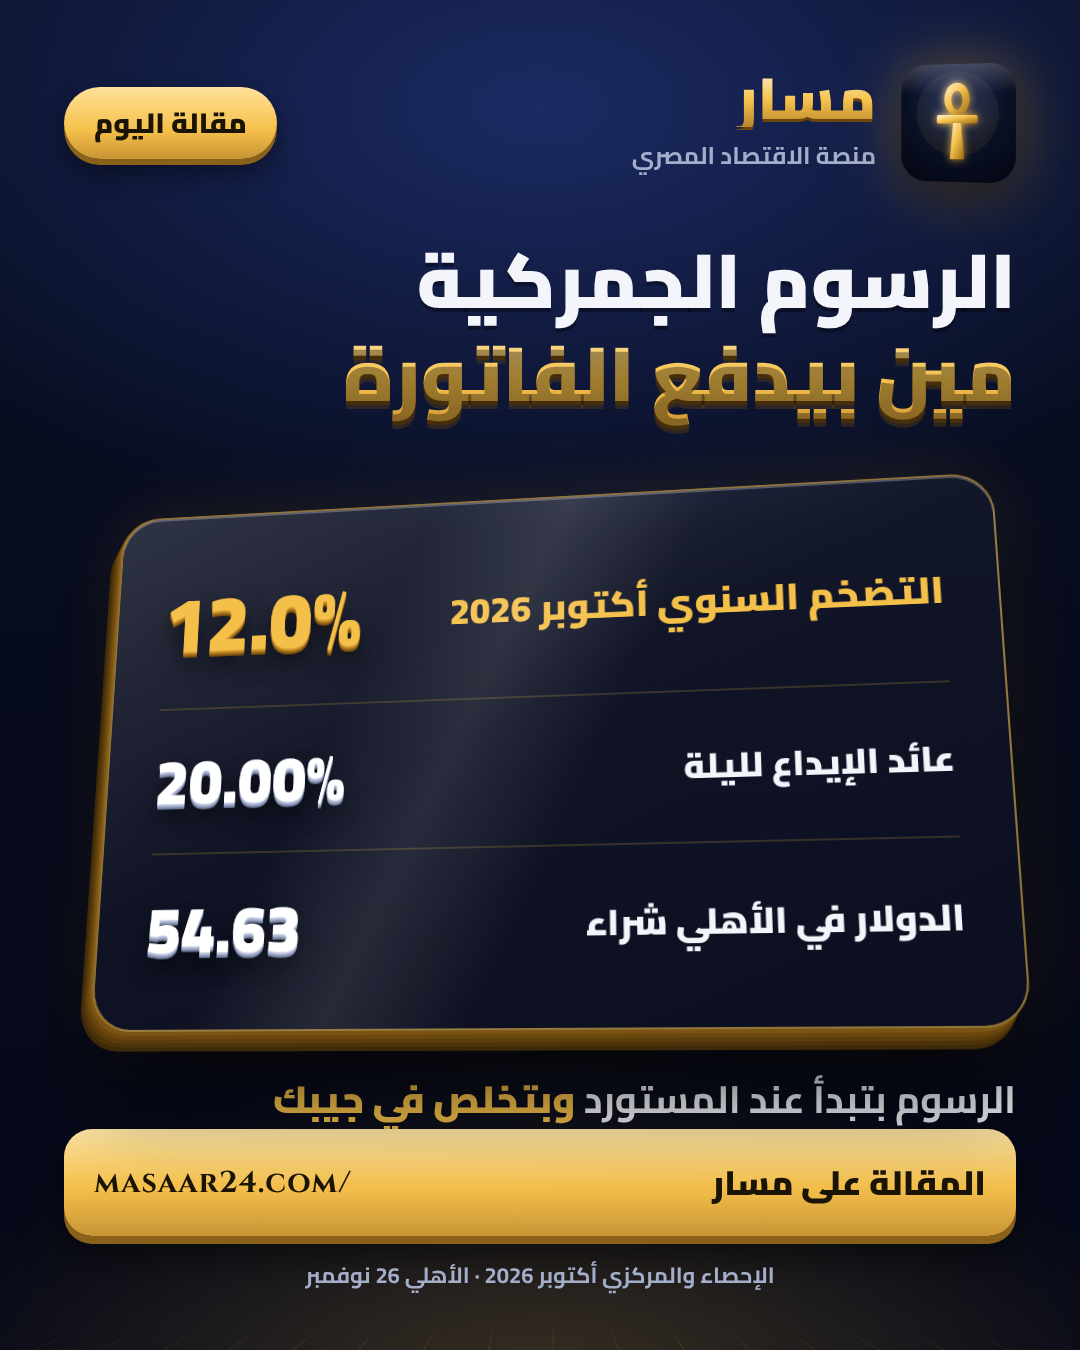 مسار
منصة الاقتصاد المصري
مقالة اليوم
الرسوم الجمركية
مين بيدفع الفاتورة
التضخم السنوي أكتوبر 2026
12.0%
عائد الإيداع لليلة
20.00%
الدولار في الأهلي شراء
54.63
الرسوم بتبدأ عند المستورد وبتخلص في جيبك
المقالة على مسار
MASAAR24.COM/
الإحصاء والمركزي أكتوبر 2026 · الأهلي 26 نوفمبر